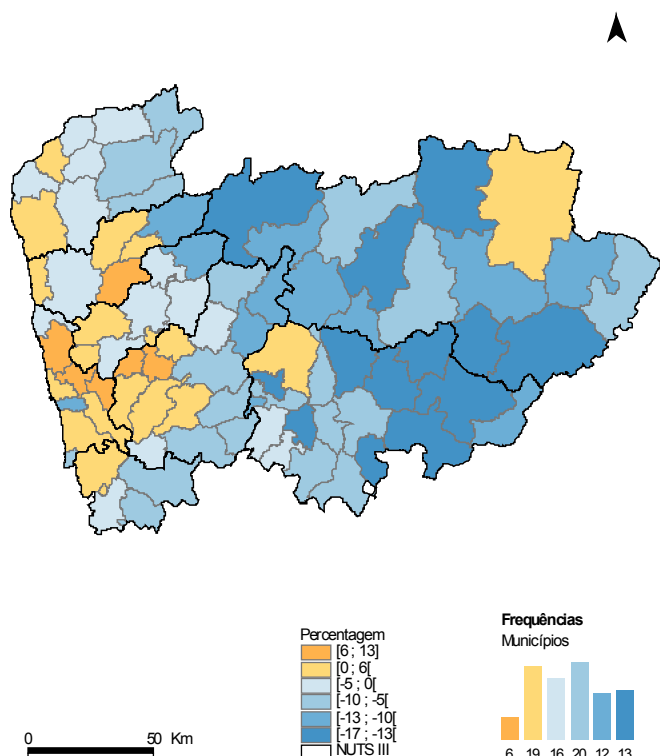 Percentagem
[6 ; 13]
[0 ; 6[
[-5 ; 0[
[-10 ; -5[
[-13 ; -10[
[-17 ; -13[
NUTS III
0 50 Km
Frequências
Municípios
6 19 16 20 12 13